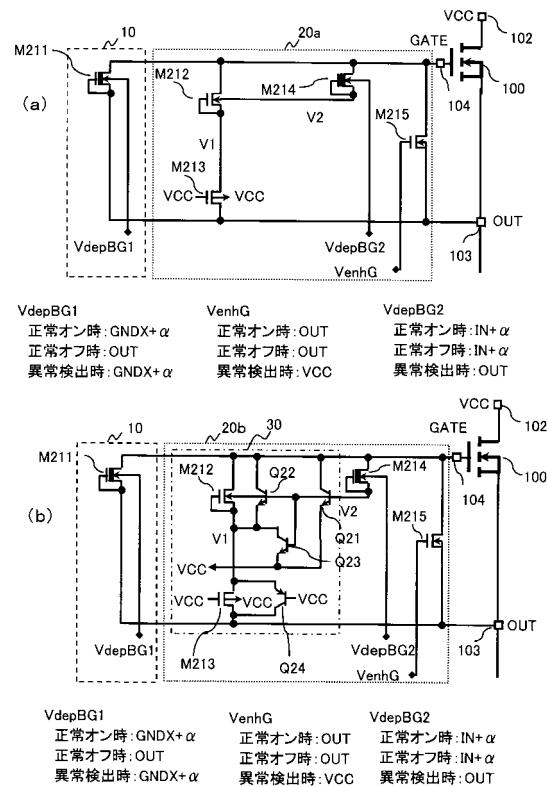 10
20a
VCC
102
GATE
M211
M212
M214
104
100
(a)
M215
V1
V2
M213
VCC
VCC
OUT
103
VdepBG1
VdepBG2
VenhG
VdepBG1 VenhG VdepBG2
正常オン時:GNDX+α 正常オン時:OUT 正常オン時:IN+α
正常オフ時:OUT 正常オフ時:OUT 正常オフ時:IN+α
異常検出時:GNDX+α 異常検出時:VCC 異常検出時:OUT
10
20b
30
VCC
102
GATE
M211
M212
Q22
M214
104
100
(b)
V1
V2
M215
Q21
Q23
VCC
VCC
VCC
VCC
OUT
103
M213
Q24
VdepBG1
VdepBG2
VenhG
VdepBG1 VenhG VdepBG2
正常オン時:GNDX+α 正常オン時:OUT 正常オン時:IN+α
正常オフ時:OUT 正常オフ時:OUT 正常オフ時:IN+α
異常検出時:GNDX+α 異常検出時:VCC 異常検出時:OUT